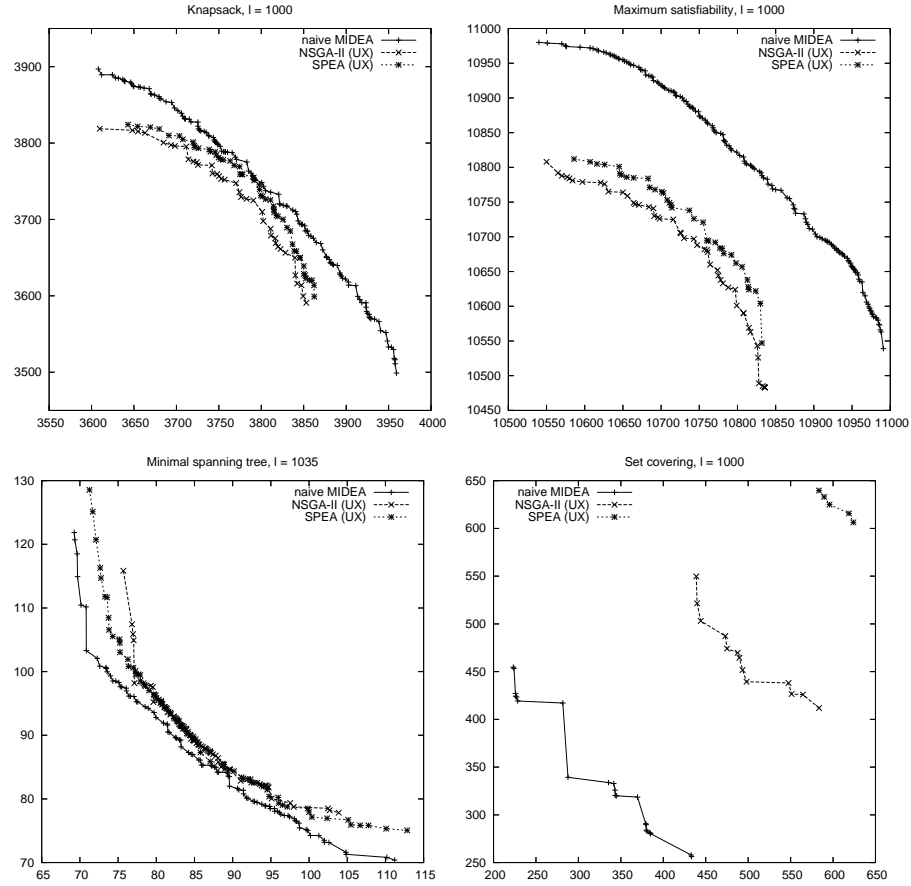 Knapsack, l = 1000
naive MIDEA
NSGA-II (UX)
SPEA (UX)
3900
3800
3700
3600
3500
3550 3600 3650 3700 3750 3800 3850 3900 3950 4000
Maximum satisfiability, l = 1000
naive MIDEA
NSGA-II (UX)
SPEA (UX)
11000
10950
10900
10850
10800
10750
10700
10650
10600
10550
10500
10450
10500 10550 10600 10650 10700 10750 10800 10850 10900 10950 11000
Minimal spanning tree, l = 1035
naive MIDEA
NSGA-II (UX)
SPEA (UX)
130
120
110
100
90
80
70
65 70 75 80 85 90 95 100 105 110 115
Set covering, l = 1000
naive MIDEA
NSGA-II (UX)
SPEA (UX)
650
600
550
500
450
400
350
300
250
200 250 300 350 400 450 500 550 600 650